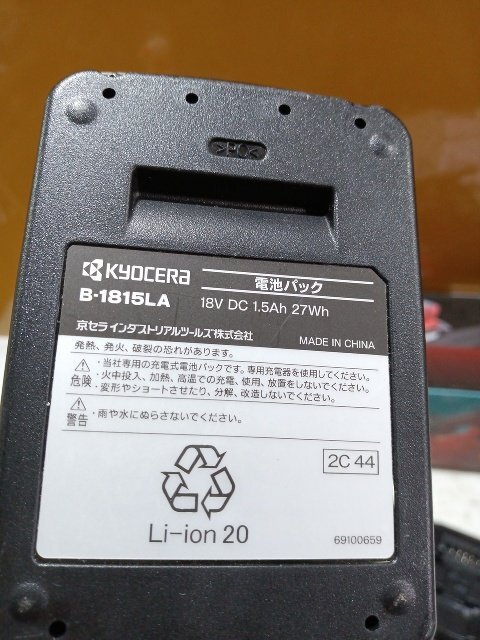 >PC<
KYOCERA
電池パック
B-1815LA
18V DC 1.5Ah 27Wh
京セラ インダストリアルツールズ株式会社
MADE IN CHINA
発熱、発火、破裂の恐れがあります。
危険
・当社専用の充電式電池パックです。専用充電器を使用してください。
・火中投入、加熱、高温での充電、使用、放置をしないでください。
・変形やショートさせたり、分解、改造しないでください。
警告
・雨や水にぬらさないでください。
2C 44
Li-ion 20
69100659